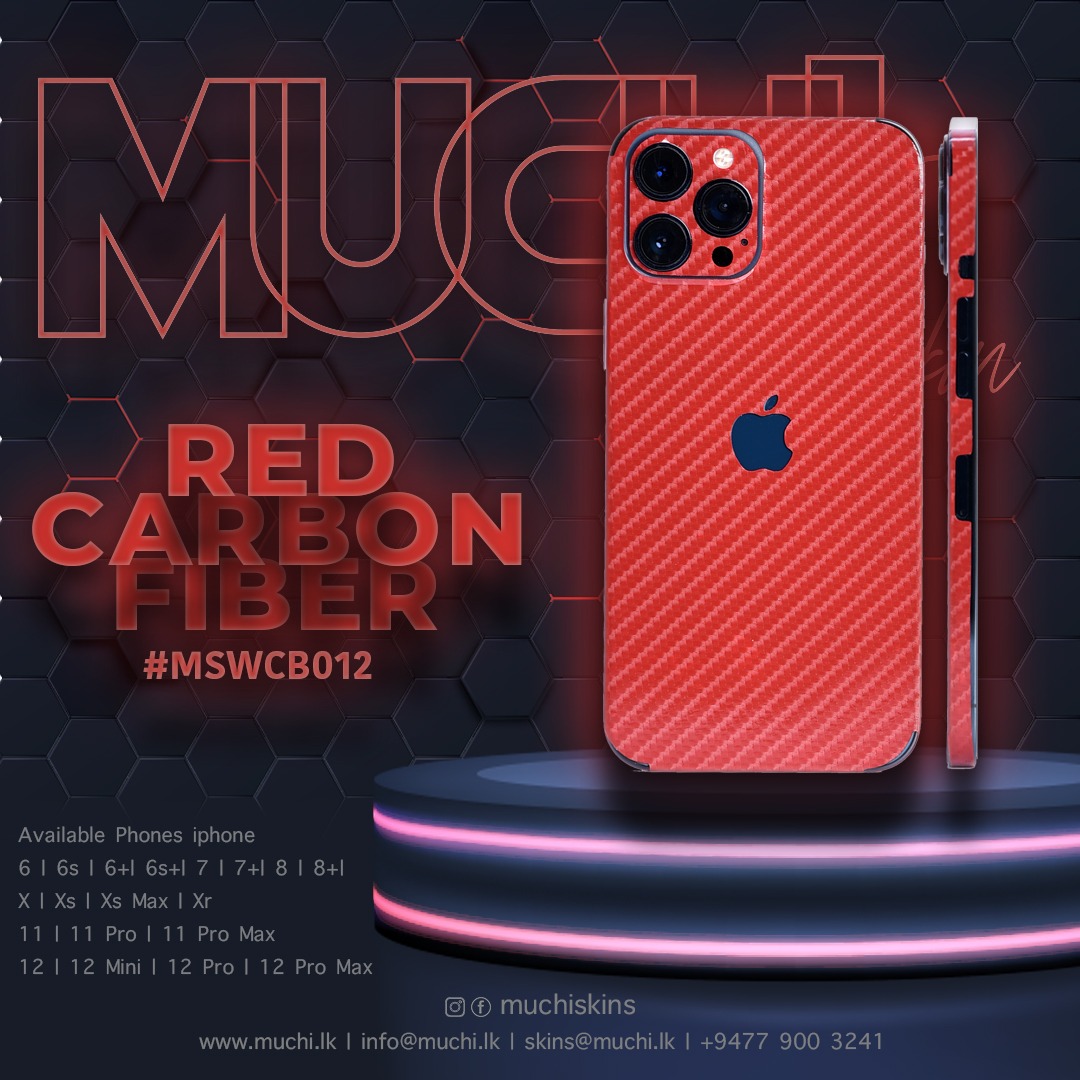 MUCHI
RED
CARBON
FIBER
#MSWCB012
Available Phones iphone
6 | 6s | 6+| 6s+| 7 | 7+| 8 | 8+|
X | Xs | Xs Max | Xr
11 | 11 Pro | 11 Pro Max
12 | 12 Mini | 12 Pro | 12 Pro Max
muchiskins
www.muchi.lk | info@muchi.lk | skins@muchi.lk | +9477 900 3241